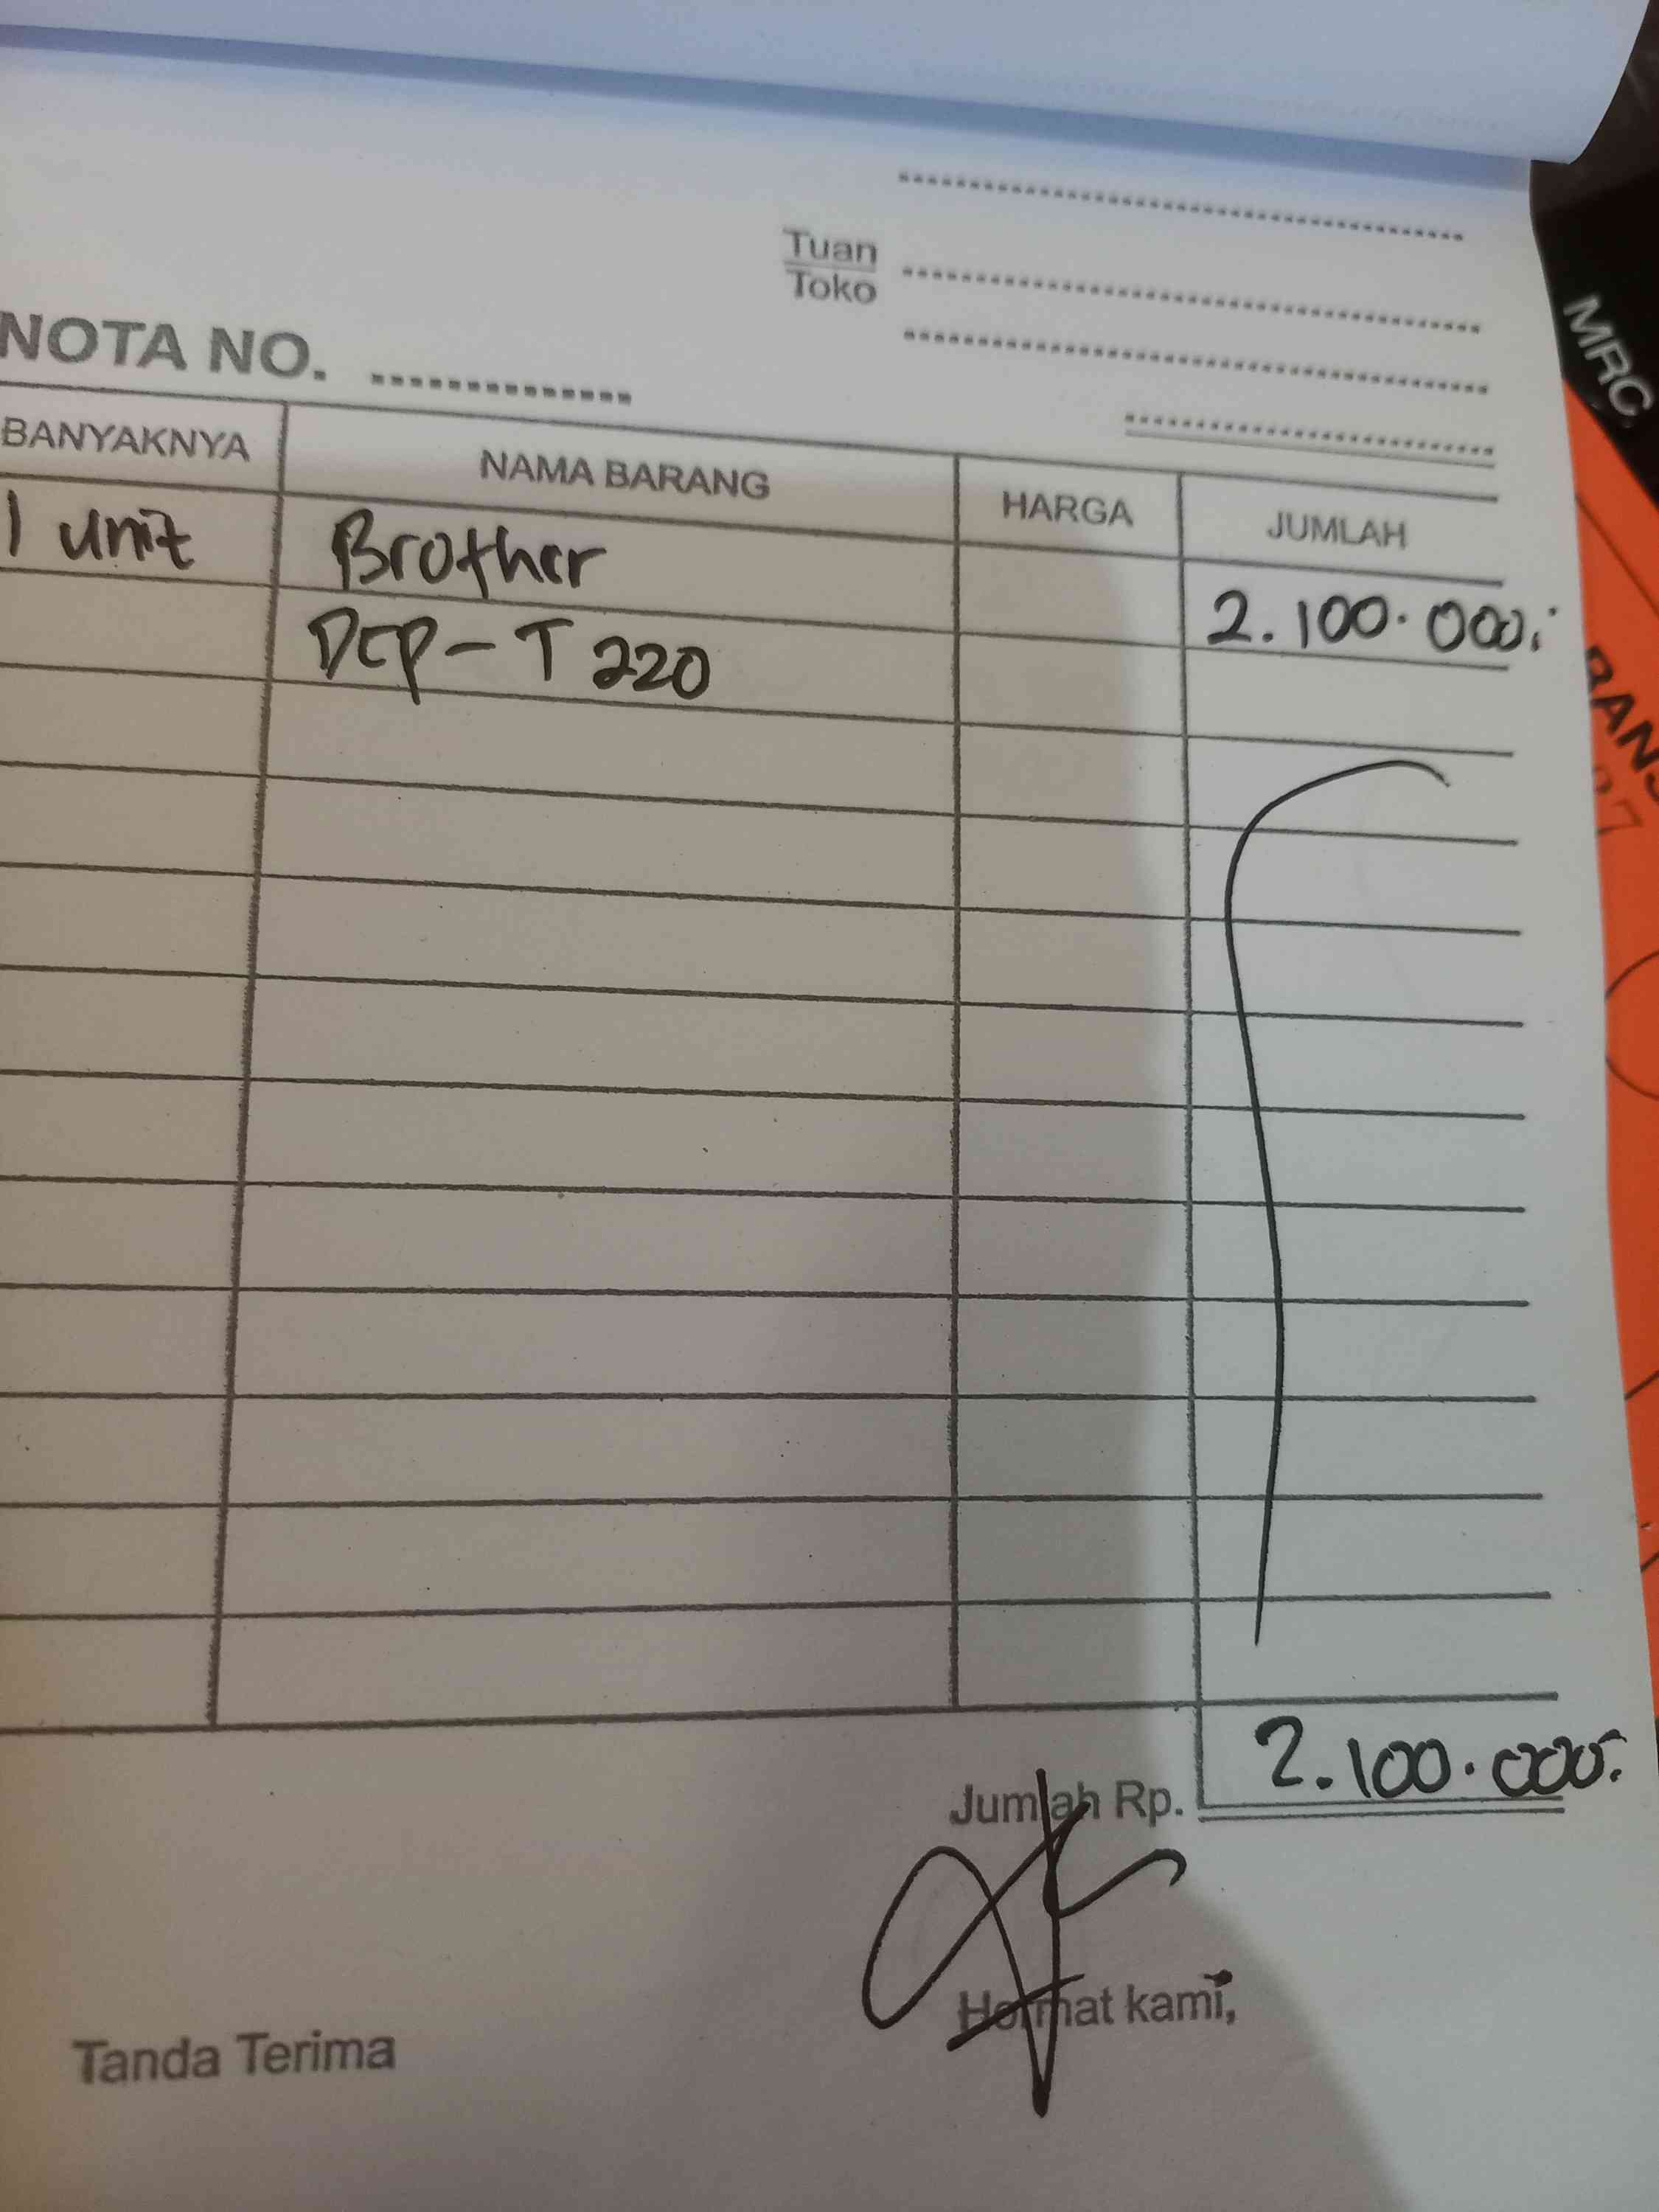 Tuan
Toko
NOTA NO.
BANYAKNYA NAMA BARANG HARGA JUMLAH
1 unit Brother 2.100.000,-
DCP-T220
Jumlah Rp. 2.100.000,-
Hormat kami,
Tanda Terima
MRC